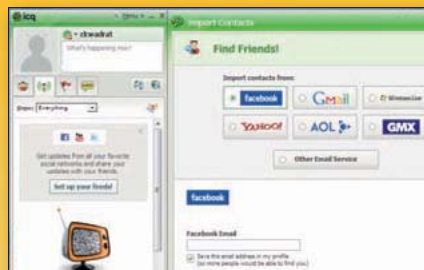 icq
Menu
ckwadrat
What's happening now?
Show: Everything
Get updates from all your favorite
social networks and share your
updates with your friends.
Set up your feeds!
Import Contacts
Find Friends!
Import contacts from:
facebook
Gmail
YAHOO!
AOL
GMX
Other Email Service
facebook
Facebook Email
Save this email address in my profile
(so more people would be able to find you)